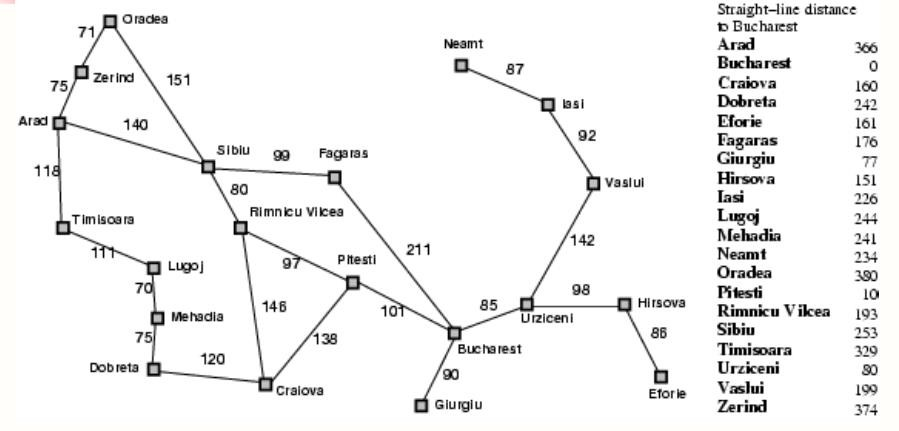 Oradea
71
Neamt
Zerind
151
87
75
Iasi
Arad
140
92
Sibiu
99
Fagaras
118
80
Vaslui
Timisoara
Rimnicu Vilcea
111
Lugoj
97
Pitesti
211
142
70
98
146
85
Hirsova
Mehadia
101
Urziceni
86
75
138
Bucharest
Dobreta
120
90
Craiova
Eforie
Giurgiu
Straight–line distance
to Bucharest
Arad 366
Bucharest 0
Craiova 160
Dobreta 242
Eforie 161
Fagaras 176
Giurgiu 77
Hirsova 151
Iasi 226
Lugoj 244
Mehadia 241
Neamt 234
Oradea 380
Pitesti 10
Rimnicu Vilcea 193
Sibiu 253
Timisoara 329
Urziceni 80
Vaslui 199
Zerind 374